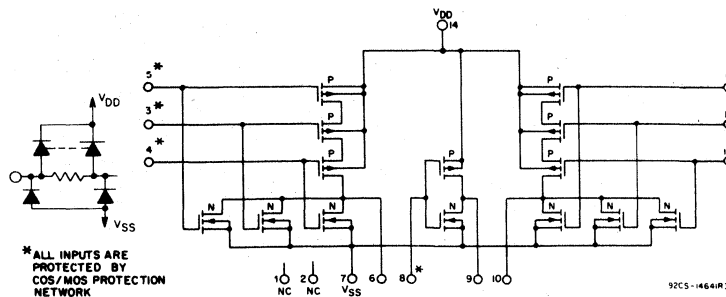 VDD
14
5*
P
P
3*
P
P
4*
P
P
P
VDD
N
N
N
N
N
N
N
VSS
*ALL INPUTS ARE
PROTECTED BY
COS/MOS PROTECTION
NETWORK
1
NC
2
NC
7
VSS
6
8*
9
10
92CS-14641R